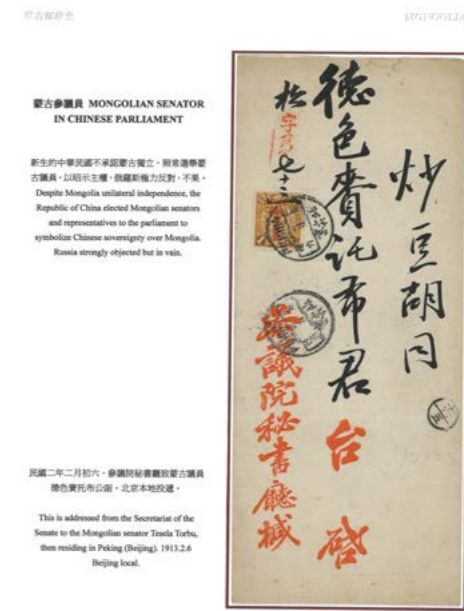 蒙古郵政史
MONGOLIA
蒙古參議員 MONGOLIAN SENATOR
IN CHINESE PARLIAMENT
新生的中華民國不承認蒙古獨立，照常選舉蒙
古議員，以昭示主權，俄羅斯極力反對，不果。
Despite Mongolia unilateral independence, the
Republic of China elected Mongolian senators
and representatives to the parliament to
symbolize Chinese sovereignty over Mongolia.
Russia strongly objected but in vain.
民國二年二月初六，參議院秘書廳致蒙古議員
德色賚托布公函，北京本地投遞。
This is addressed from the Secretariat of the
Senate to the Mongolian senator Tesela Torbu,
then residing in Peking (Beijing). 1913.2.6
Beijing local.
炒豆胡同
德色賚託布君 台啓
參議院秘書廳椷